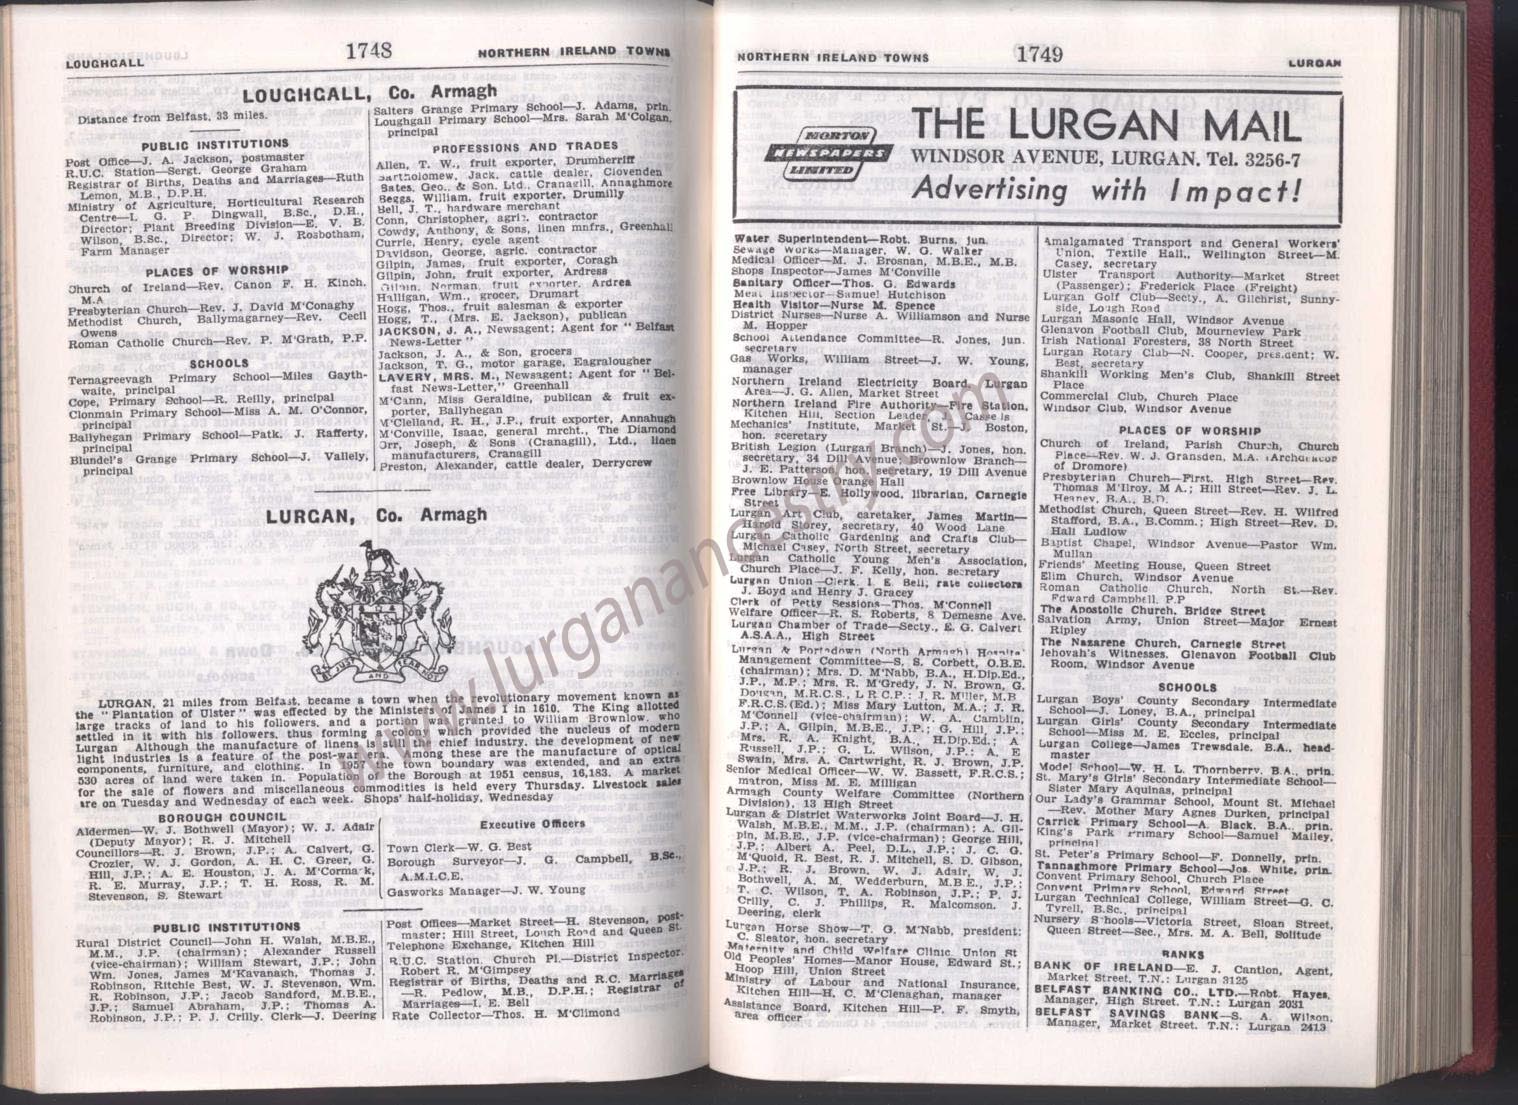 LOUGHGALL
1748
NORTHERN IRELAND TOWNS
LOUGHGALL, Co. Armagh
Distance from Belfast, 33 miles.
PUBLIC INSTITUTIONS
Post Office—J. A. Jackson, postmaster
R.U.C. Station—Sergt. George Graham
Registrar of Births, Deaths and Marriages—Ruth
Lemon, M.B., D.P.H.
Ministry of Agriculture, Horticultural Research
Centre—I. G. P. Dingwall, B.Sc., D.H.,
Director; Plant Breeding Division—E. V. B.
Wilson, B.Sc., Director; W. J. Rosbotham,
Farm Manager
PLACES OF WORSHIP
Church of Ireland—Rev. Canon F. H. Kinch,
M.A
Presbyterian Church—Rev. J. David M'Conaghy
Methodist Church, Ballymagarney—Rev. Cecil
Owens
Roman Catholic Church—Rev. P. M'Grath, P.P.
SCHOOLS
Ternagreevagh Primary School—Miles Gayth-
waite, principal
Cope, Primary School—R. Reilly, principal
Clonmain Primary School—Miss A. M. O'Connor,
principal
Ballyhegan Primary School—Patk. J. Rafferty,
principal
Blundel's Grange Primary School—J. Vallely,
principal
Salters Grange Primary School—J. Adams, prin.
Loughgall Primary School—Mrs. Sarah M'Colgan,
principal
PROFESSIONS AND TRADES
Allen, T. W., fruit exporter, Drumherriff
Bartholomew, Jack, cattle dealer, Clovenden
Bates, Geo., & Son, Ltd., Cranagill, Annaghmore
Beggs, William, fruit exporter, Drumilly
Bell, J. T., hardware merchant
Conn, Christopher, agric. contractor
Cowdy, Anthony, & Sons, linen mnfrs., Greenhall
Currie, Henry, cycle agent
Davidson, George, agric. contractor
Gilpin, James, fruit exporter, Coragh
Gilpin, John, fruit exporter, Ardress
Gilpin, Norman, fruit exporter, Ardrea
Halligan, Wm., grocer, Drumart
Hogg, Thos., fruit salesman & exporter
Hogg, T., (Mrs. E. Jackson), publican
JACKSON, J. A., Newsagent; Agent for "Belfast
News-Letter"
Jackson, J. A., & Son, grocers
Jackson, T. G., motor garage, Eagralougher
LAVERY, MRS. M., Newsagent; Agent for "Bel-
fast News-Letter," Greenhall
M'Cann, Miss Geraldine, publican & fruit ex-
porter, Ballyhegan
M'Clelland, R. H., J.P., fruit exporter, Annahugh
M'Conville, Isaac, general mrcht., The Diamond
Orr, Joseph, & Sons (Cranagill), Ltd., linen
manufacturers, Cranagill
Preston, Alexander, cattle dealer, Derrycrew
LURGAN, Co. Armagh
BE JUST AND FEAR NOT
LURGAN, 21 miles from Belfast, became a town when the revolutionary movement known as
the "Plantation of Ulster" was effected by the Ministers of James I in 1610. The King allotted
large tracks of land to his followers, and a portion was granted to William Brownlow, who
settled in it with his followers, thus forming a colony which provided the nucleus of modern
Lurgan Although the manufacture of linens is still the chief industry, the development of new
light industries is a feature of the post-war era. Among these are the manufacture of optical
components, furniture, and clothing. In 1957 the town boundary was extended, and an extra
530 acres of land were taken in. Population of the Borough at 1951 census, 16,183. A market
for the sale of flowers and miscellaneous commodities is held every Thursday. Livestock sales
are on Tuesday and Wednesday of each week. Shops' half-holiday, Wednesday
BOROUGH COUNCIL
Aldermen—W. J. Bothwell (Mayor); W. J. Adair
(Deputy Mayor); R. J. Mitchell
Councillors—R. J. Brown, J.P.; A. Calvert, G.
Crozier, W. J. Gordon, A. H. C. Greer, G.
Hill, J.P.; A. E. Houston, J. A. M'Cormack,
R. E. Murray, J.P.; T. H. Ross, R. M.
Stevenson, S. Stewart
Executive Officers
Town Clerk—W. G. Best
Borough Surveyor—J. G. Campbell, B.Sc.,
A.M.I.C.E.
Gasworks Manager—J. W. Young
PUBLIC INSTITUTIONS
Rural District Council—John H. Walsh, M.B.E.,
M.M., J.P. (chairman); Alexander Russell
(vice-chairman); William Stewart, J.P.; John
Wm. Jones, James M'Kavanagh, Thomas J.
Robinson, Ritchie Best, W. J. Stevenson, Wm.
R. Robinson, J.P.; Jacob Sandford, M.B.E.,
J.P.; Samuel Abraham, J.P.; Thomas A.
Robinson, J.P.; P. J. Crilly. Clerk—J. Deering
Post Offices—Market Street—H. Stevenson, post-
master; Hill Street, Lough Road and Queen St.
Telephone Exchange, Kitchen Hill
R.U.C. Station, Church Pl.—District Inspector,
Robert R. M'Gimpsey
Registrar of Births, Deaths and R.C. Marriages
—R. Pedlow, M.B., D.P.H.; Registrar of
Marriages—I. E. Bell
Rate Collector—Thos. H. M'Climond
NORTHERN IRELAND TOWNS
1749
LURGAN
MORTON
NEWSPAPERS
LIMITED
THE LURGAN MAIL
WINDSOR AVENUE, LURGAN. Tel. 3256-7
Advertising with Impact!
Water Superintendent—Robt. Burns, jun.
Sewage Works—Manager, W. G. Walker
Medical Officer—M. J. Brosnan, M.B.E., M.B.
Shops Inspector—James M'Conville
Sanitary Officer—Thos. G. Edwards
Meat Inspector—Samuel Hutchison
Health Visitor—Nurse M. Spence
District Nurses—Nurse A. Williamson and Nurse
M. Hopper
School Attendance Committee—R. Jones, jun.
secretary
Gas Works, William Street—J. W. Young,
manager
Northern Ireland Electricity Board, Lurgan
Area—J. G. Allen, Market Street
Northern Ireland Fire Authority—Fire Station,
Kitchen Hill, Section Leader
Mechanics' Institute, Market St.—J. Boston,
hon. secretary
British Legion (Lurgan Branch)—J. Jones, hon.
secretary, 34 Dill Avenue; Brownlow Branch—
J. E. Patterson, secretary, 19 Dill Avenue
Brownlow House Orange Hall
Free Library—E. Hollywood, librarian, Carnegie
Street
Lurgan Art Club, caretaker, James Martin—
Harold Storey, secretary, 40 Wood Lane
Lurgan Catholic Gardening and Crafts Club—
Michael Casey, North Street, secretary
Lurgan Catholic Young Men's Association,
Church Place—J. F. Kelly, hon. secretary
Lurgan Union—Clerk, I. E. Bell; rate collectors
J. Boyd and Henry J. Gracey
Clerk of Petty Sessions—Thos. M'Connell
Welfare Officer—R. S. Roberts, 8 Demesne Ave.
Lurgan Chamber of Trade—Secty., E. G. Calvert
A.S.A.A., High Street
Lurgan & Portadown (North Armagh) Hospital
Management Committee—S. S. Corbett, O.B.E.
(chairman); Mrs. D. M'Nabb, B.A., H.Dip.Ed.,
J.P., M.P.; Mrs. R. M'Gredy, J. N. Brown, G.
Dougan, M.R.C.S., L.R.C.P.; J. R. Miller, M.B
F.R.C.S.(Ed.); Miss Mary Lutton, M.A.; J. R.
M'Connell (vice-chairman); W. A. Camblin,
J.P.; A. Gilpin, M.B.E., J.P.; G. Hill, J.P.;
Mrs. R. A. Knight, B.A., H.Dip.Ed.; A
Russell, J.P.; G. L. Wilson, J.P.; A. E
Swain, Mrs. A. Cartwright, R. J. Brown, J.P.
Senior Medical Officer—W. W. Bassett, F.R.C.S.;
matron, Miss M. E. Milligan
Armagh County Welfare Committee (Northern
Division), 13 High Street
Lurgan & District Waterworks Joint Board—J. H.
Walsh, M.B.E., M.M., J.P. (chairman); A. Gil-
pin, M.B.E., J.P. (vice-chairman); George Hill,
J.P.; Albert A. Peel, D.L., J.P.; J. C. G.
M'Quoid, R. Best, R. J. Mitchell, S. D. Gibson,
J.P.; R. J. Brown, W. J. Adair, W. J.
Bothwell, A. M. Wedderburn, M.B.E., J.P.;
T. C. Wilson, T. A. Robinson, J.P.; P. J.
Crilly, C. J. Phillips, R. Malcomson. J.
Deering, clerk
Lurgan Horse Show—T. G. M'Nabb, president;
C. Sleator, hon. secretary
Maternity and Child Welfare Clinic, Union St
Old Peoples' Homes—Manor House, Edward St.;
Hoop Hill, Union Street
Ministry of Labour and National Insurance,
Kitchen Hill—H. C. M'Clenaghan, manager
Assistance Board, Kitchen Hill—P. F. Smyth,
area officer
Amalgamated Transport and General Workers'
Union, Textile Hall, Wellington Street—M.
Casey, secretary
Ulster Transport Authority—Market Street
(Passenger); Frederick Place (Freight)
Lurgan Golf Club—Secty., A. Gilchrist, Sunny-
side, Lough Road
Lurgan Masonic Hall, Windsor Avenue
Glenavon Football Club, Mourneview Park
Irish National Foresters, 38 North Street
Lurgan Rotary Club—N. Cooper, president; W.
Best, secretary
Shankill Working Men's Club, Shankill Street
Place
Commercial Club, Church Place
Windsor Club, Windsor Avenue
PLACES OF WORSHIP
Church of Ireland, Parish Church, Church
Place—Rev. W. J. Gransden, M.A. (Archdeacon
of Dromore)
Presbyterian Church—First, High Street—Rev.
Thomas M'Ilroy, M A.; Hill Street—Rev. J. L.
Heaney, B.A., B.D.
Methodist Church, Queen Street—Rev. H. Wilfred
Stafford, B.A., B.Comm.; High Street—Rev. D.
Hall Ludlow
Baptist Chapel, Windsor Avenue—Pastor Wm.
Mullan
Friends' Meeting House, Queen Street
Elim Church, Windsor Avenue
Roman Catholic Church, North St.—Rev.
Edward Campbell, P.P
The Apostolic Church, Bridge Street
Salvation Army, Union Street—Major Ernest
Ripley
The Nazarene Church, Carnegie Street
Jehovah's Witnesses, Glenavon Football Club
Room, Windsor Avenue
SCHOOLS
Lurgan Boys' County Secondary Intermediate
School—J. Loney, B.A., principal
Lurgan Girls' County Secondary Intermediate
School—Miss M. E. Eccles, principal
Lurgan College—James Trewsdale, B.A., head-
master
Model School—W. H. L. Thornberry, B.A., prin.
St. Mary's Girls' Secondary Intermediate School—
Sister Mary Aquinas, principal
Our Lady's Grammar School, Mount St. Michael
—Rev. Mother Mary Agnes Durken, principal
Carrick Primary School—A. Black, B.A., prin.
King's Park Primary School—Samuel Mailey,
principal
St. Peter's Primary School—F. Donnelly, prin.
Tannaghmore Primary School—Jos. White, prin.
Convent Primary School, Church Place
Convent Primary School, Edward Street
Lurgan Technical College, William Street—G. C.
Tyrell, B.Sc., principal
Nursery Schools—Victoria Street, Sloan Street,
Queen Street—Sec., Mrs. M. A. Bell, Solitude
BANKS
BANK OF IRELAND—E. J. Cantion, Agent,
Market Street, T.N.: Lurgan 3125
BELFAST BANKING CO., LTD.—Robt. Hayes,
Manager, High Street. T.N.: Lurgan 2031
BELFAST SAVINGS BANK—S. A. Wilson,
Manager, Market Street. T.N.: Lurgan 2413
www.lurganancestry.com